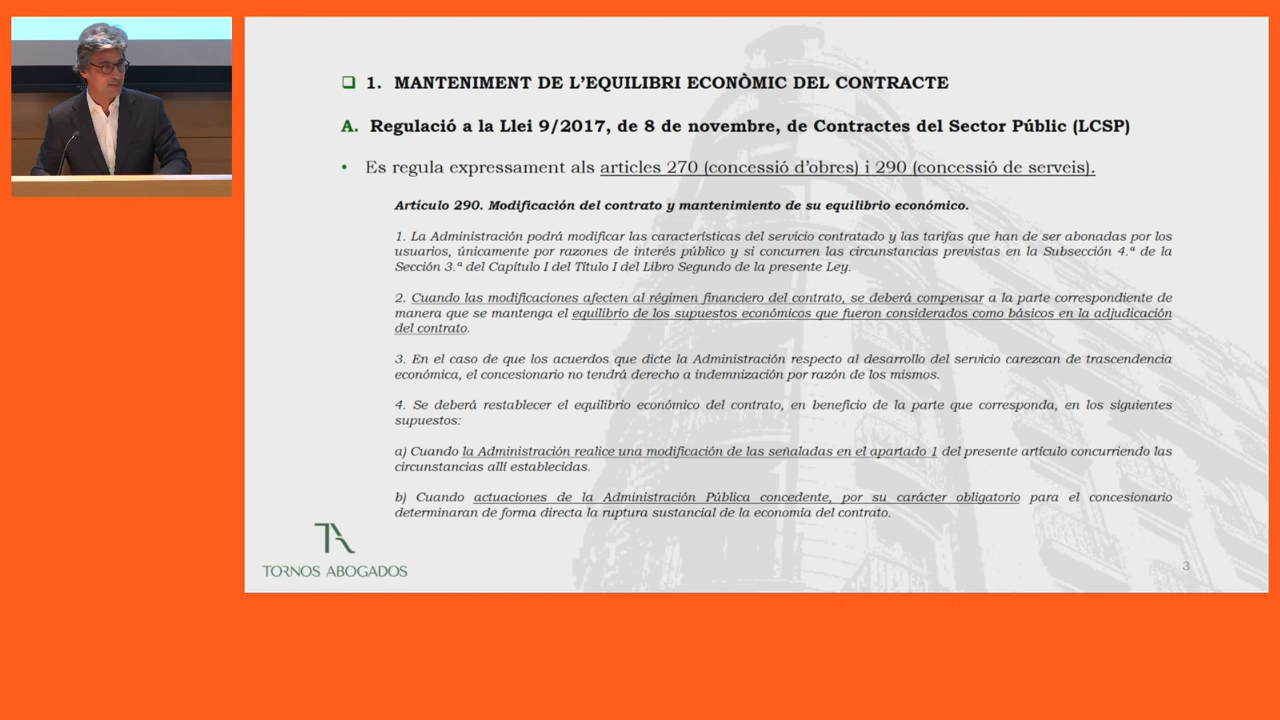 1. MANTENIMENT DE L'EQUILIBRI ECONÒMIC DEL CONTRACTE
A. Regulació a la Llei 9/2017, de 8 de novembre, de Contractes del Sector Públic (LCSP)
• Es regula expressament als articles 270 (concessió d'obres) i 290 (concessió de serveis).
Artículo 290. Modificación del contrato y mantenimiento de su equilibrio económico.
1. La Administración podrá modificar las características del servicio contratado y las tarifas que han de ser abonadas por los
usuarios, únicamente por razones de interés público y si concurren las circunstancias previstas en la Subsección 4.ª de la
Sección 3.ª del Capítulo I del Título I del Libro Segundo de la presente Ley.
2. Cuando las modificaciones afecten al régimen financiero del contrato, se deberá compensar a la parte correspondiente de
manera que se mantenga el equilibrio de los supuestos económicos que fueron considerados como básicos en la adjudicación
del contrato.
3. En el caso de que los acuerdos que dicte la Administración respecto al desarrollo del servicio carezcan de trascendencia
económica, el concesionario no tendrá derecho a indemnización por razón de los mismos.
4. Se deberá restablecer el equilibrio económico del contrato, en beneficio de la parte que corresponda, en los siguientes
supuestos:
a) Cuando la Administración realice una modificación de las señaladas en el apartado 1 del presente artículo concurriendo las
circunstancias allí establecidas.
b) Cuando actuaciones de la Administración Pública concedente, por su carácter obligatorio para el concesionario
determinaran de forma directa la ruptura sustancial de la economía del contrato.
TA
TORNOS ABOGADOS
3